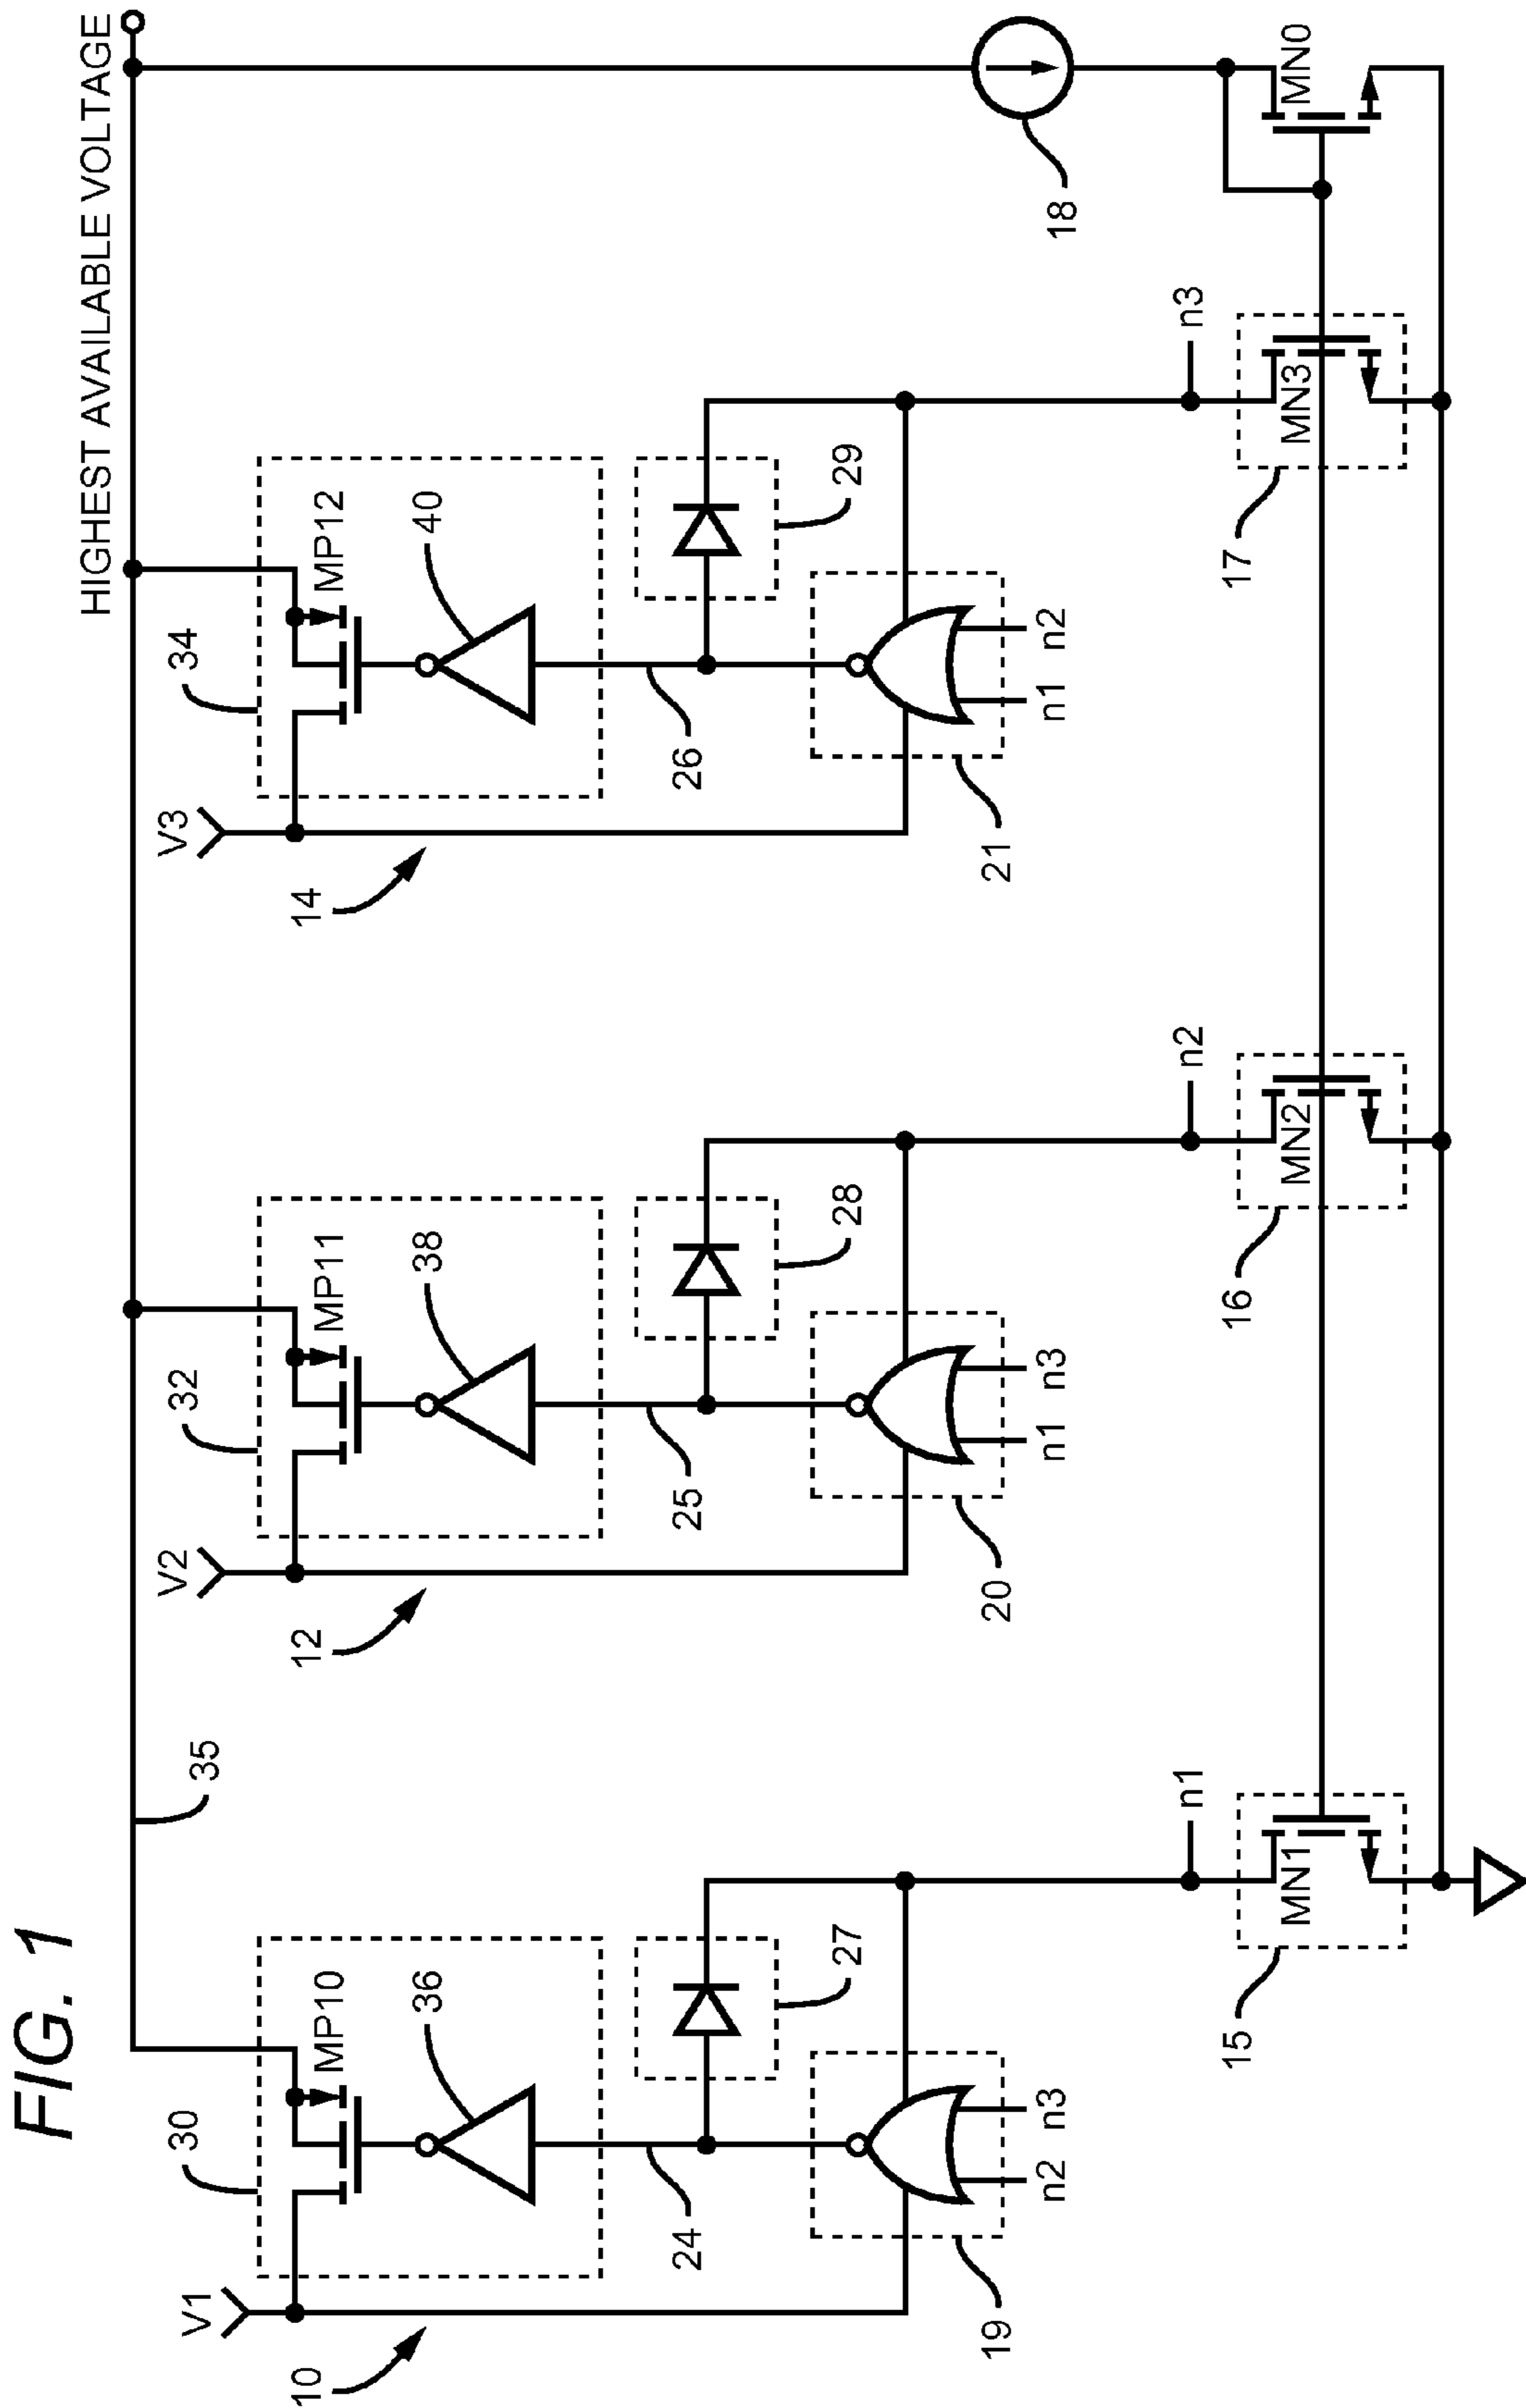 FIG. 1
HIGHEST AVAILABLE VOLTAGE
35
V1
30
MP10
36
10
24
27
19
n2
n3
n1
15
MN1
V2
32
MP11
38
12
25
28
20
n1
n3
n2
16
MN2
V3
34
MP12
40
14
26
29
21
n1
n2
n3
17
MN3
18
MN0